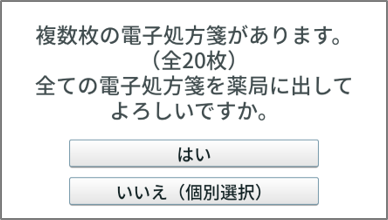 複数枚の電子処方箋があります。
（全20枚）
全ての電子処方箋を薬局に出して
よろしいですか。
はい
いいえ（個別選択）